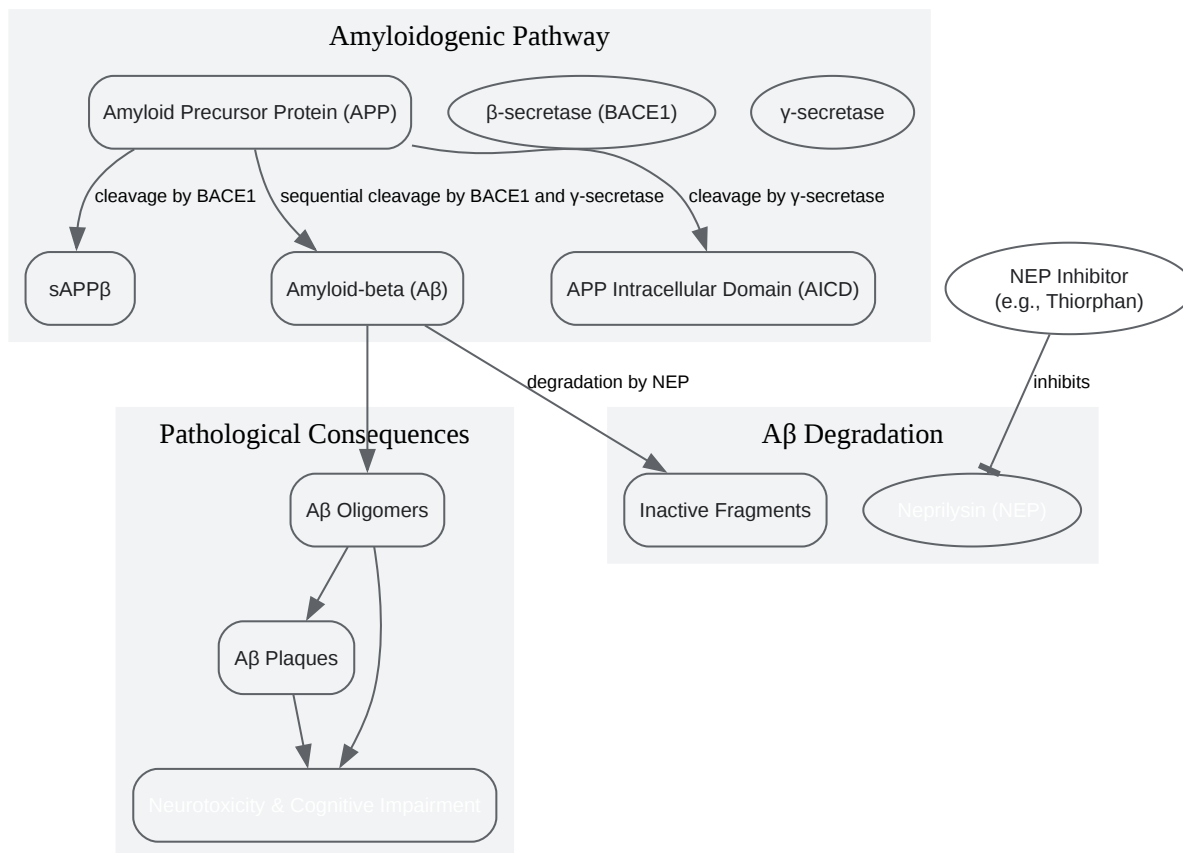 Amyloidogenic Pathway
Amyloid Precursor Protein (APP)
β-secretase (BACE1)
γ-secretase
cleavage by BACE1
sequential cleavage by BACE1 and γ-secretase
cleavage by γ-secretase
sAPPβ
Amyloid-beta (Aβ)
APP Intracellular Domain (AICD)
NEP Inhibitor
(e.g., Thiorphan)
degradation by NEP
inhibits
Pathological Consequences
Aβ Degradation
Aβ Oligomers
Inactive Fragments
Neprilysin (NEP)
Aβ Plaques
Neurotoxicity & Cognitive Impairment